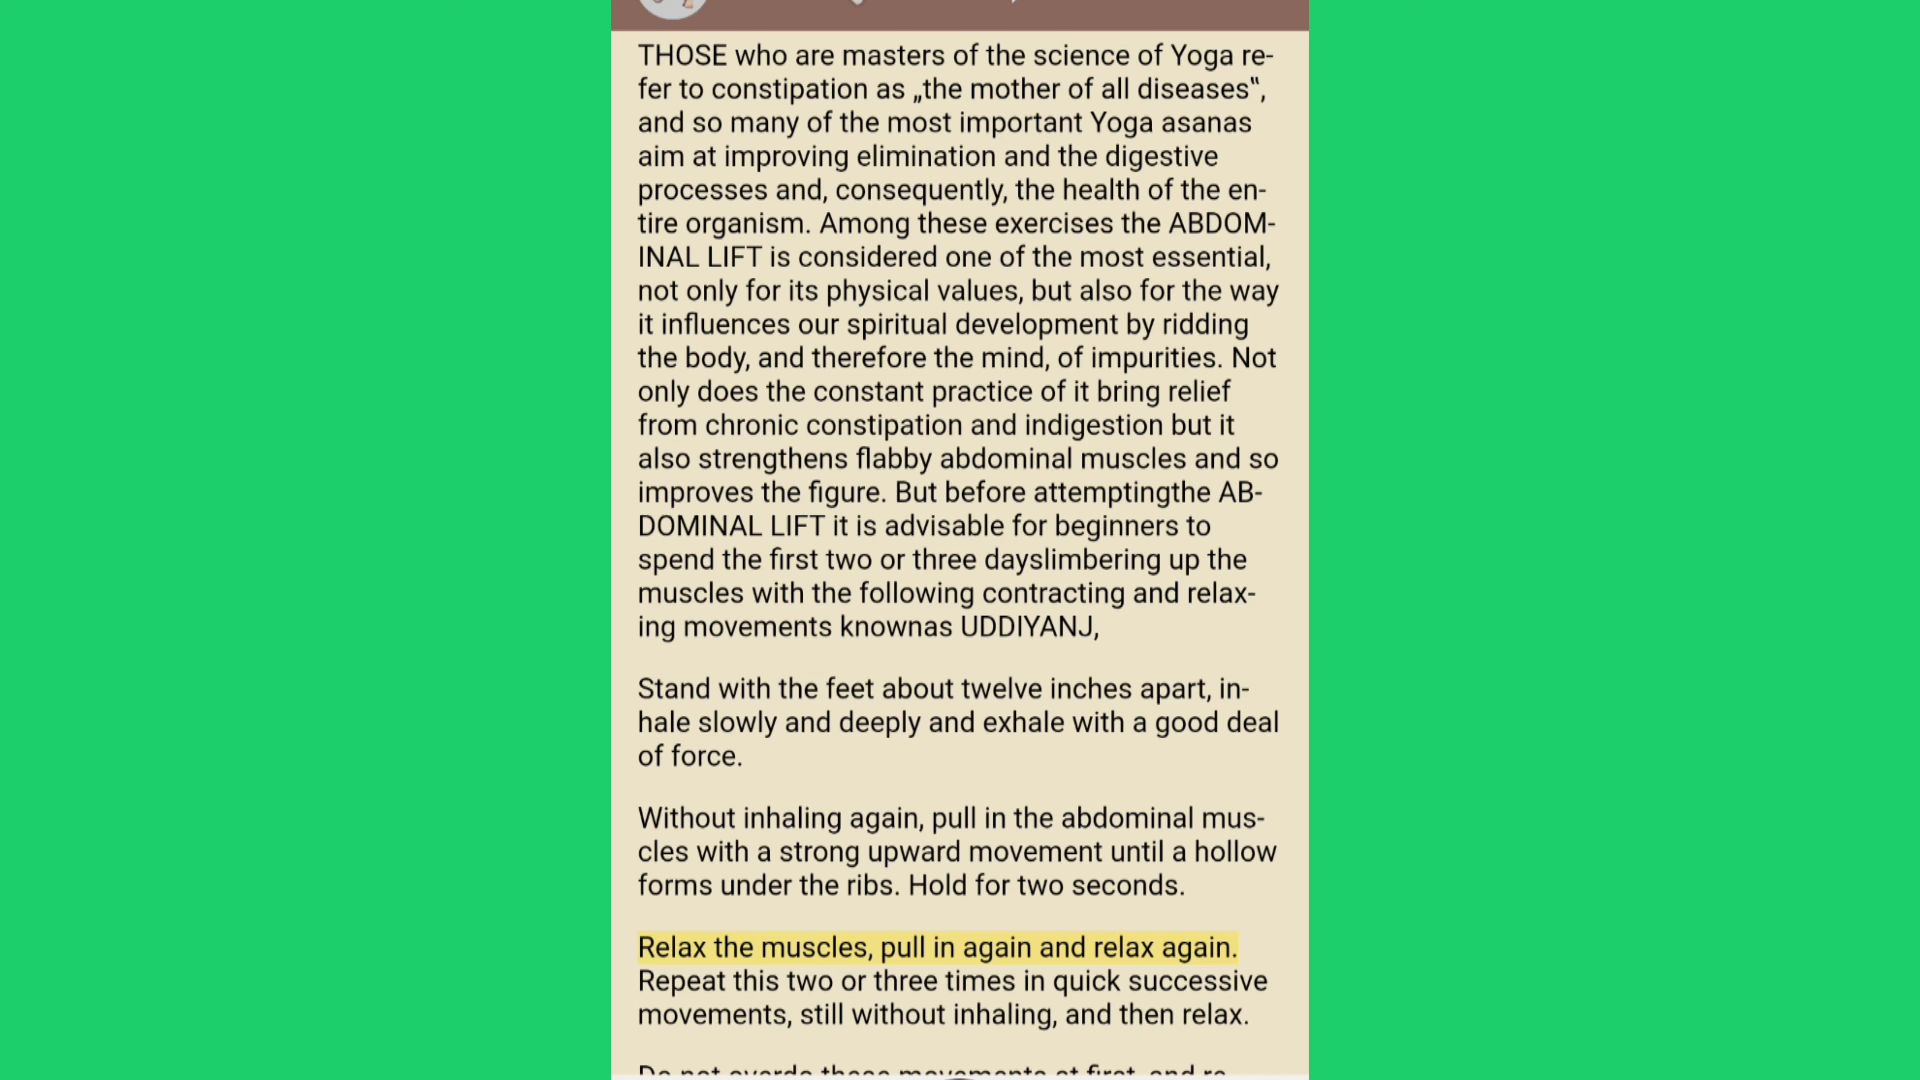 THOSE who are masters of the science of Yoga re-
fer to constipation as „the mother of all diseases‟,
and so many of the most important Yoga asanas
aim at improving elimination and the digestive
processes and, consequently, the health of the en-
tire organism. Among these exercises the ABDOM-
INAL LIFT is considered one of the most essential,
not only for its physical values, but also for the way
it influences our spiritual development by ridding
the body, and therefore the mind, of impurities. Not
only does the constant practice of it bring relief
from chronic constipation and indigestion but it
also strengthens flabby abdominal muscles and so
improves the figure. But before attemptingthe AB-
DOMINAL LIFT it is advisable for beginners to
spend the first two or three dayslimbering up the
muscles with the following contracting and relax-
ing movements knownas UDDIYANJ,
Stand with the feet about twelve inches apart, in-
hale slowly and deeply and exhale with a good deal
of force.
Without inhaling again, pull in the abdominal mus-
cles with a strong upward movement until a hollow
forms under the ribs. Hold for two seconds.
Relax the muscles, pull in again and relax again.
Repeat this two or three times in quick successive
movements, still without inhaling, and then relax.
Do not overdo these movements at first, and re-